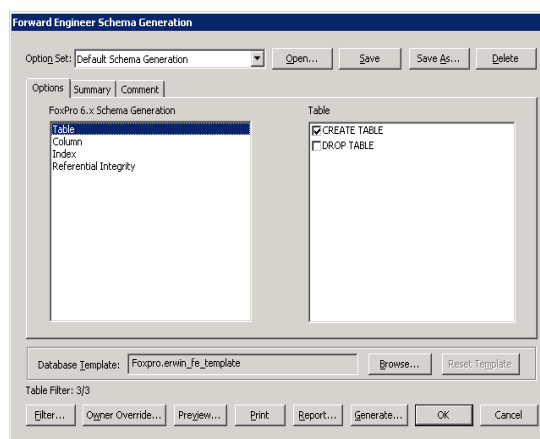 Forward Engineer Schema Generation
Option Set: Default Schema Generation Open... Save Save As... Delete
Options Summary Comment
FoxPro 6.x Schema Generation Table
Table CREATE TABLE
Column DROP TABLE
Index
Referential Integrity
Database Template: Foxpro.erwin_fe_template Browse... Reset Template
Table Filter: 3/3
Filter... Owner Override... Preview... Print Report... Generate... OK Cancel